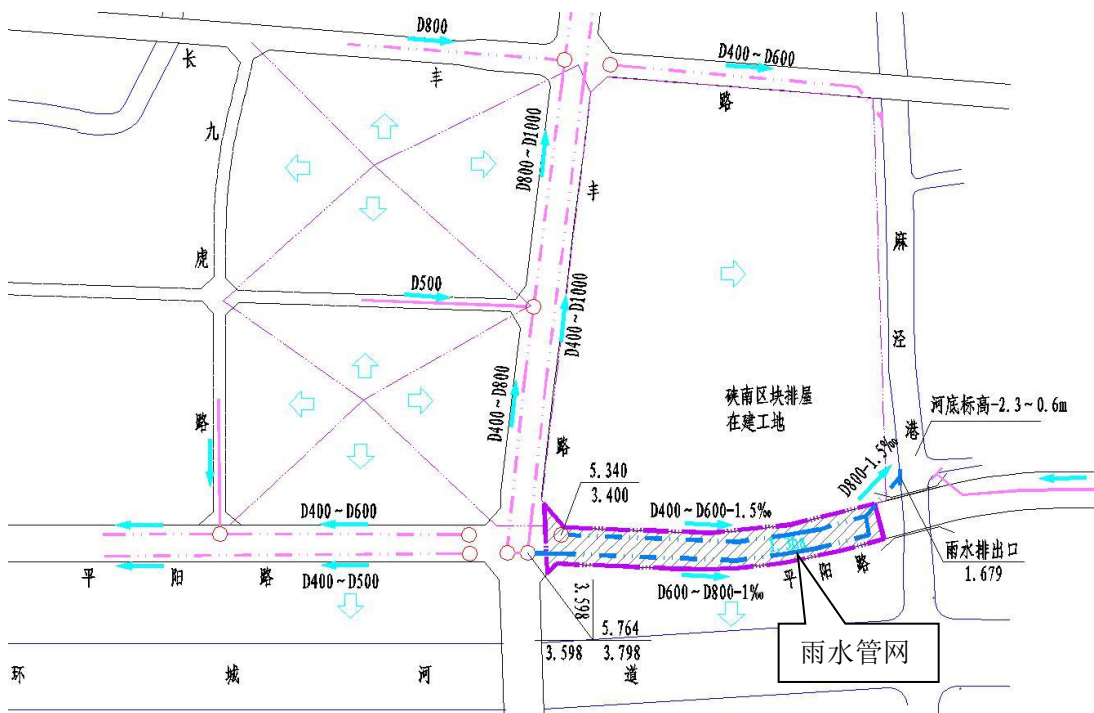 D800
长
丰
路
D400～D600
九
虎
路
D800～D1000
丰
路
D400～D1000
D500
D400～D800
麻
泾
港
硖南区块排屋
在建工地
河底标高-2.3～0.6m
5.340
3.400
D800-1.5‰
D400～D600
D400～D600-1.5‰
雨水排出口
1.679
平 阳 路
D400～D500
D600～D800-1‰
平 阳 路
3.598
5.764
3.598
3.798
雨水管网
环 城 河 道